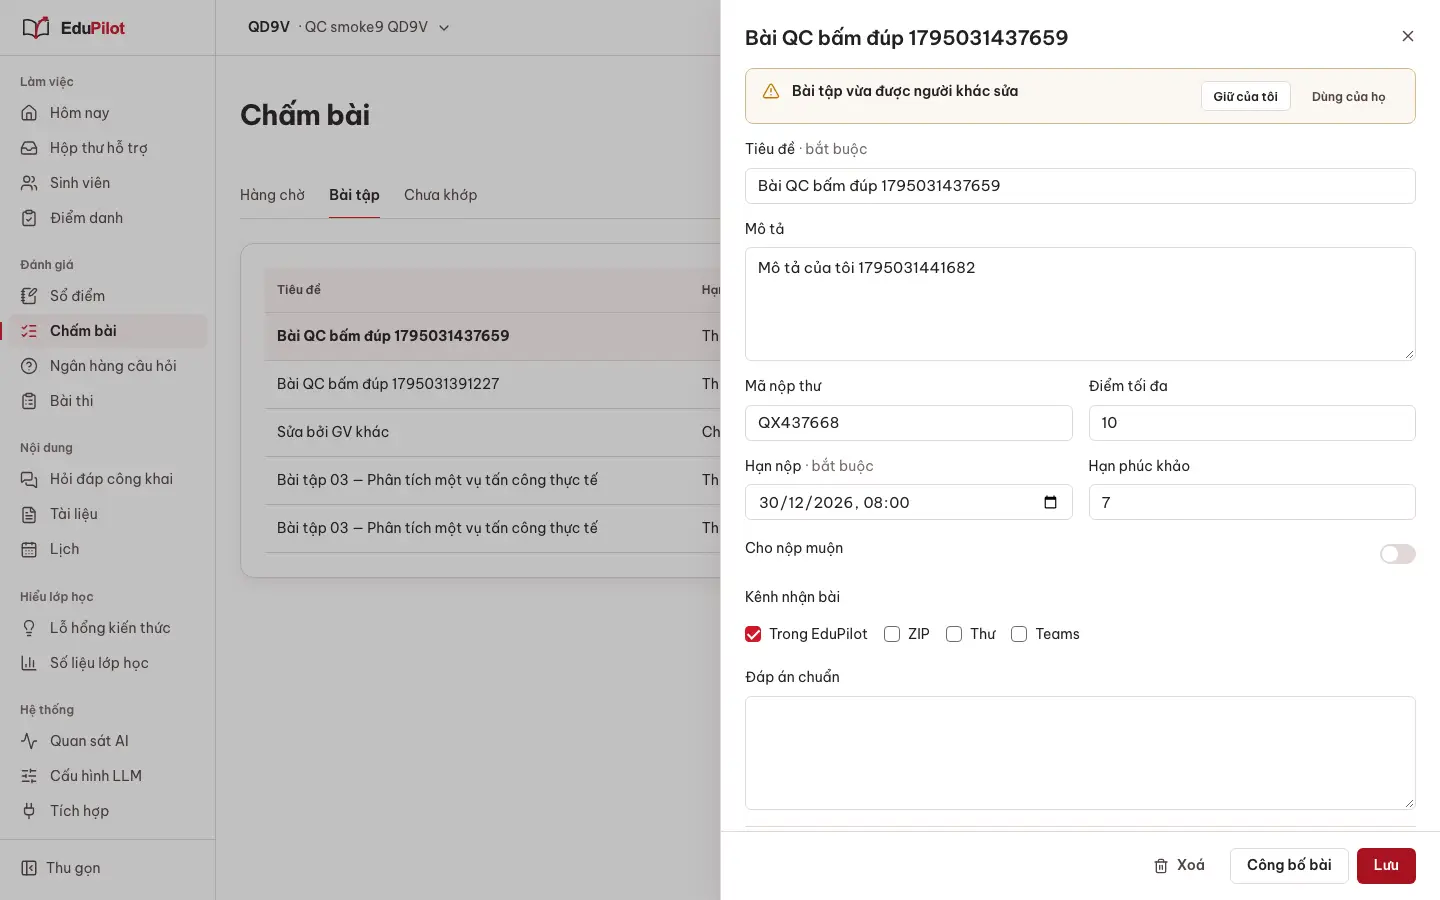 EduPilot
QD9V · QC smoke9 QD9V
Làm việc
Hôm nay
Hộp thư hỗ trợ
Sinh viên
Điểm danh
Đánh giá
Sổ điểm
Chấm bài
Ngân hàng câu hỏi
Bài thi
Nội dung
Hỏi đáp công khai
Tài liệu
Lịch
Hiểu lớp học
Lỗ hổng kiến thức
Số liệu lớp học
Hệ thống
Quan sát AI
Cấu hình LLM
Tích hợp
Thu gọn
Chấm bài
Hàng chờ Bài tập Chưa khớp
Tiêu đề Hạn
Bài QC bấm đúp 1795031437659 Th
Bài QC bấm đúp 1795031391227 Th
Sửa bởi GV khác Ch
Bài tập 03 — Phân tích một vụ tấn công thực tế Th
Bài tập 03 — Phân tích một vụ tấn công thực tế Th
Bài QC bấm đúp 1795031437659
Bài tập vừa được người khác sửa Giữ của tôi Dùng của họ
Tiêu đề · bắt buộc
Bài QC bấm đúp 1795031437659
Mô tả
Mô tả của tôi 1795031441682
Mã nộp thư Điểm tối đa
QX437668 10
Hạn nộp · bắt buộc Hạn phúc khảo
30/12/2026, 08:00 7
Cho nộp muộn
Kênh nhận bài
Trong EduPilot ZIP Thư Teams
Đáp án chuẩn
Xoá Công bố bài Lưu